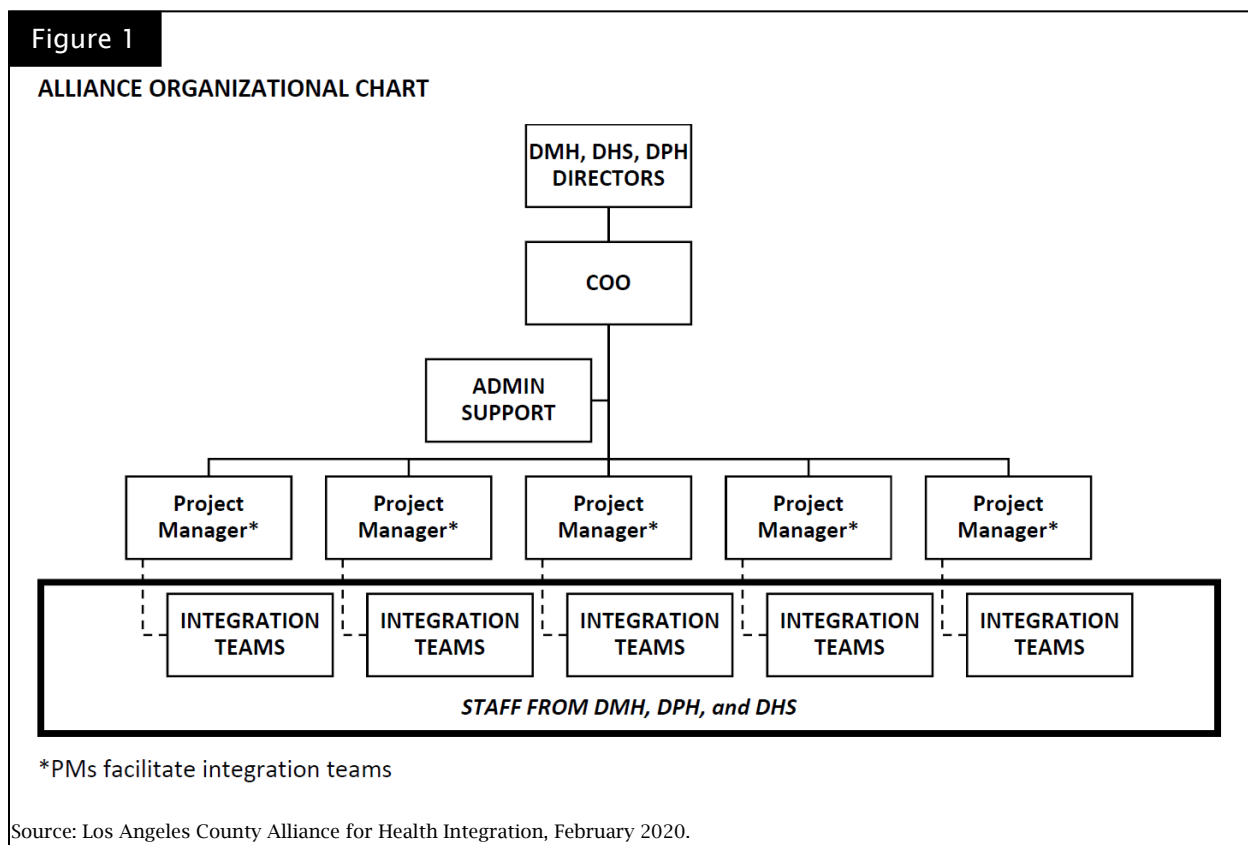 Figure 1
ALLIANCE ORGANIZATIONAL CHART
DMH, DHS, DPH
DIRECTORS
COO
ADMIN
SUPPORT
Project
Manager*
Project
Manager*
Project
Manager*
Project
Manager*
Project
Manager*
INTEGRATION
TEAMS
INTEGRATION
TEAMS
INTEGRATION
TEAMS
INTEGRATION
TEAMS
INTEGRATION
TEAMS
STAFF FROM DMH, DPH, and DHS
*PMs facilitate integration teams
Source: Los Angeles County Alliance for Health Integration, February 2020.